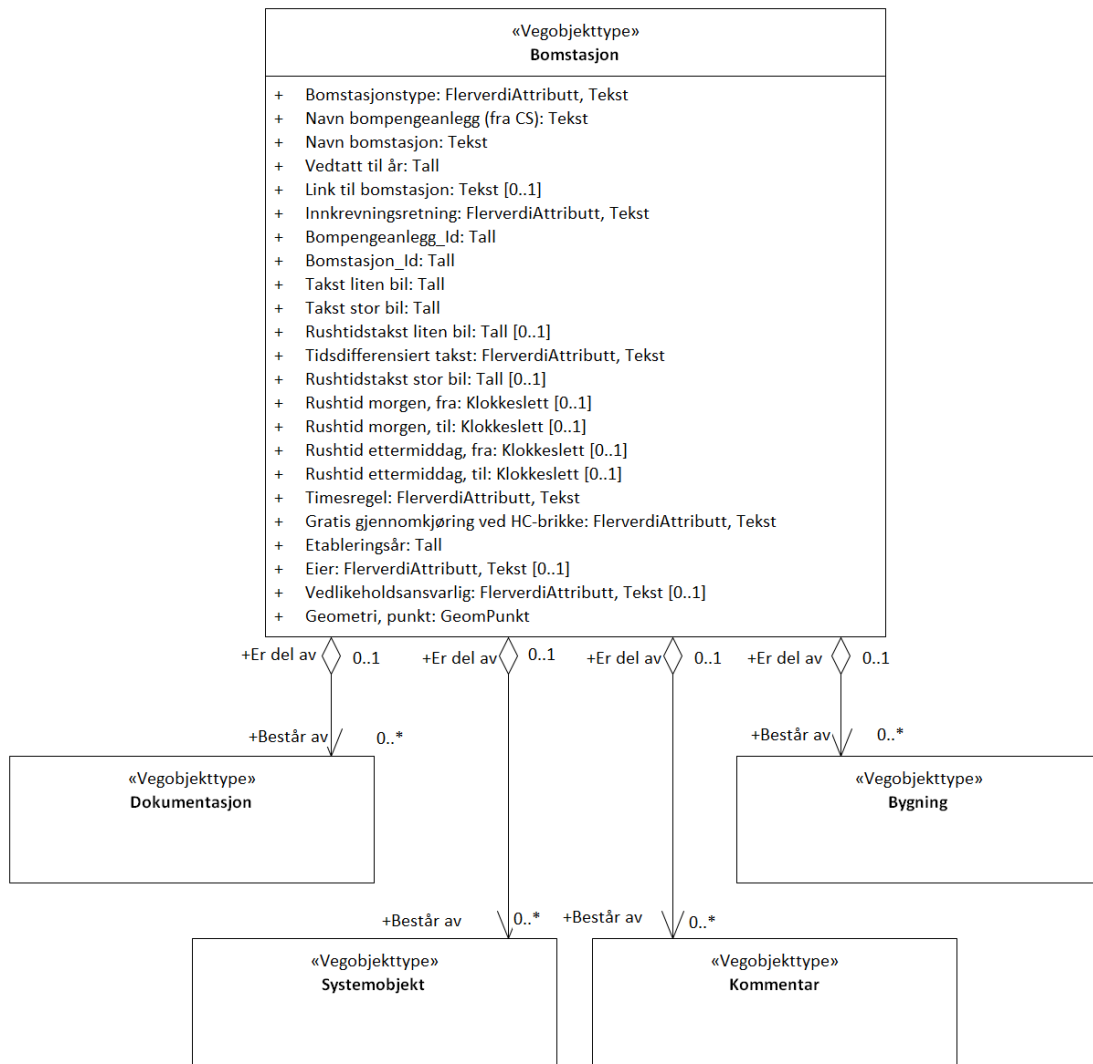 «Vegobjekttype»
Bomstasjon
+ Bomstasjonstype: FlerverdiAttributt, Tekst
+ Navn bompengeanlegg (fra CS): Tekst
+ Navn bomstasjon: Tekst
+ Vedtatt til år: Tall
+ Link til bomstasjon: Tekst [0..1]
+ Innkrevningsretning: FlerverdiAttributt, Tekst
+ Bompengeanlegg_Id: Tall
+ Bomstasjon_Id: Tall
+ Takst liten bil: Tall
+ Takst stor bil: Tall
+ Rushtidstakst liten bil: Tall [0..1]
+ Tidsdifferensiert takst: FlerverdiAttributt, Tekst
+ Rushtidstakst stor bil: Tall [0..1]
+ Rushtid morgen, fra: Klokkeslett [0..1]
+ Rushtid morgen, til: Klokkeslett [0..1]
+ Rushtid ettermiddag, fra: Klokkeslett [0..1]
+ Rushtid ettermiddag, til: Klokkeslett [0..1]
+ Timesregel: FlerverdiAttributt, Tekst
+ Gratis gjennomkjøring ved HC-brikke: FlerverdiAttributt, Tekst
+ Etableringsår: Tall
+ Eier: FlerverdiAttributt, Tekst [0..1]
+ Vedlikeholdsansvarlig: FlerverdiAttributt, Tekst [0..1]
+ Geometri, punkt: GeomPunkt
+Er del av 0..1 +Er del av 0..1 +Er del av 0..1 +Er del av 0..1
+Består av 0..* +Består av 0..*
«Vegobjekttype»
Dokumentasjon
«Vegobjekttype»
Bygning
+Består av 0..* +Består av 0..*
«Vegobjekttype»
Systemobjekt
«Vegobjekttype»
Kommentar